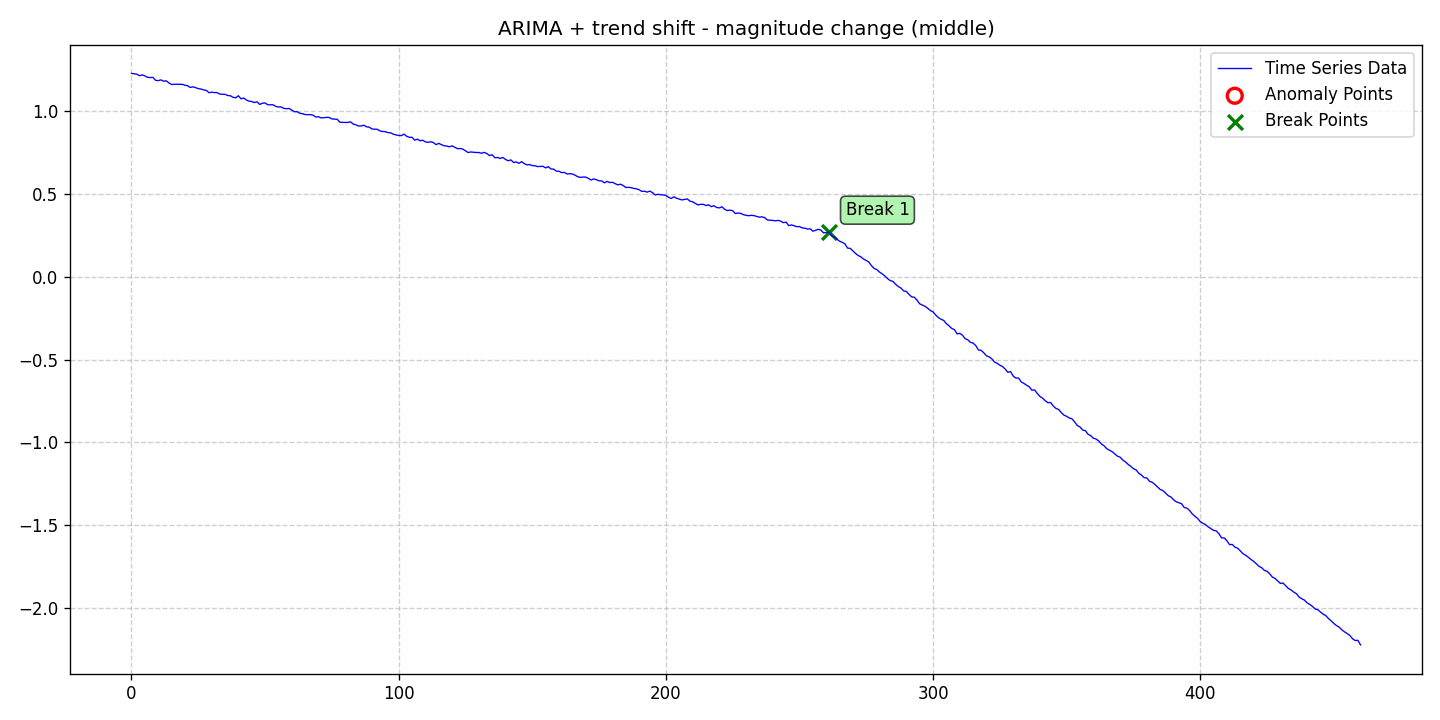 ARIMA + trend shift - magnitude change (middle)
Time Series Data
Anomaly Points
Break Points
Break 1
1.0
0.5
0.0
−0.5
−1.0
−1.5
−2.0
0 100 200 300 400